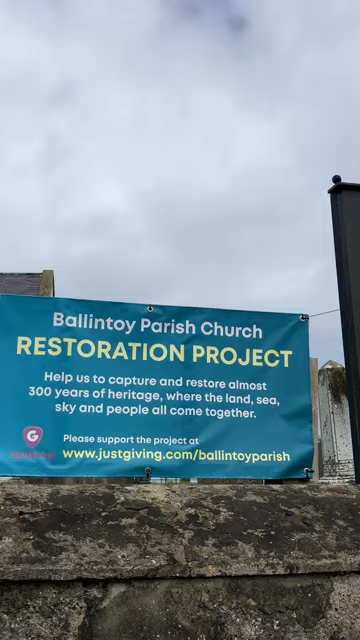 Ballintoy Parish Church
RESTORATION PROJECT
Help us to capture and restore almost
300 years of heritage, where the land, sea,
sky and people all come together.
Please support the project at
www.justgiving.com/ballintoyparish
G